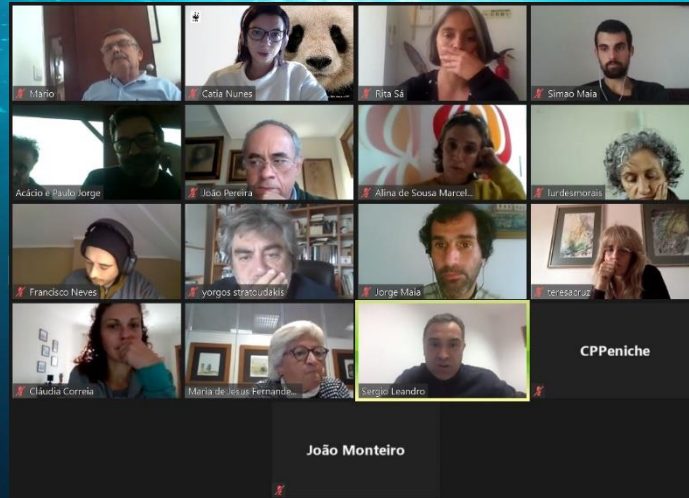 Mario
Catia Nunes
Rita Sá
Simao Maia
Acácio e Paulo Jorge
João Pereira
Alina de Sousa Marcel...
lurdesmorais
Francisco Neves
yorgos stratoudakis
Jorge Maia
teresacruz
Cláudia Correia
Maria de Jesus Fernande...
Sergio Leandro
CPPeniche
João Monteiro